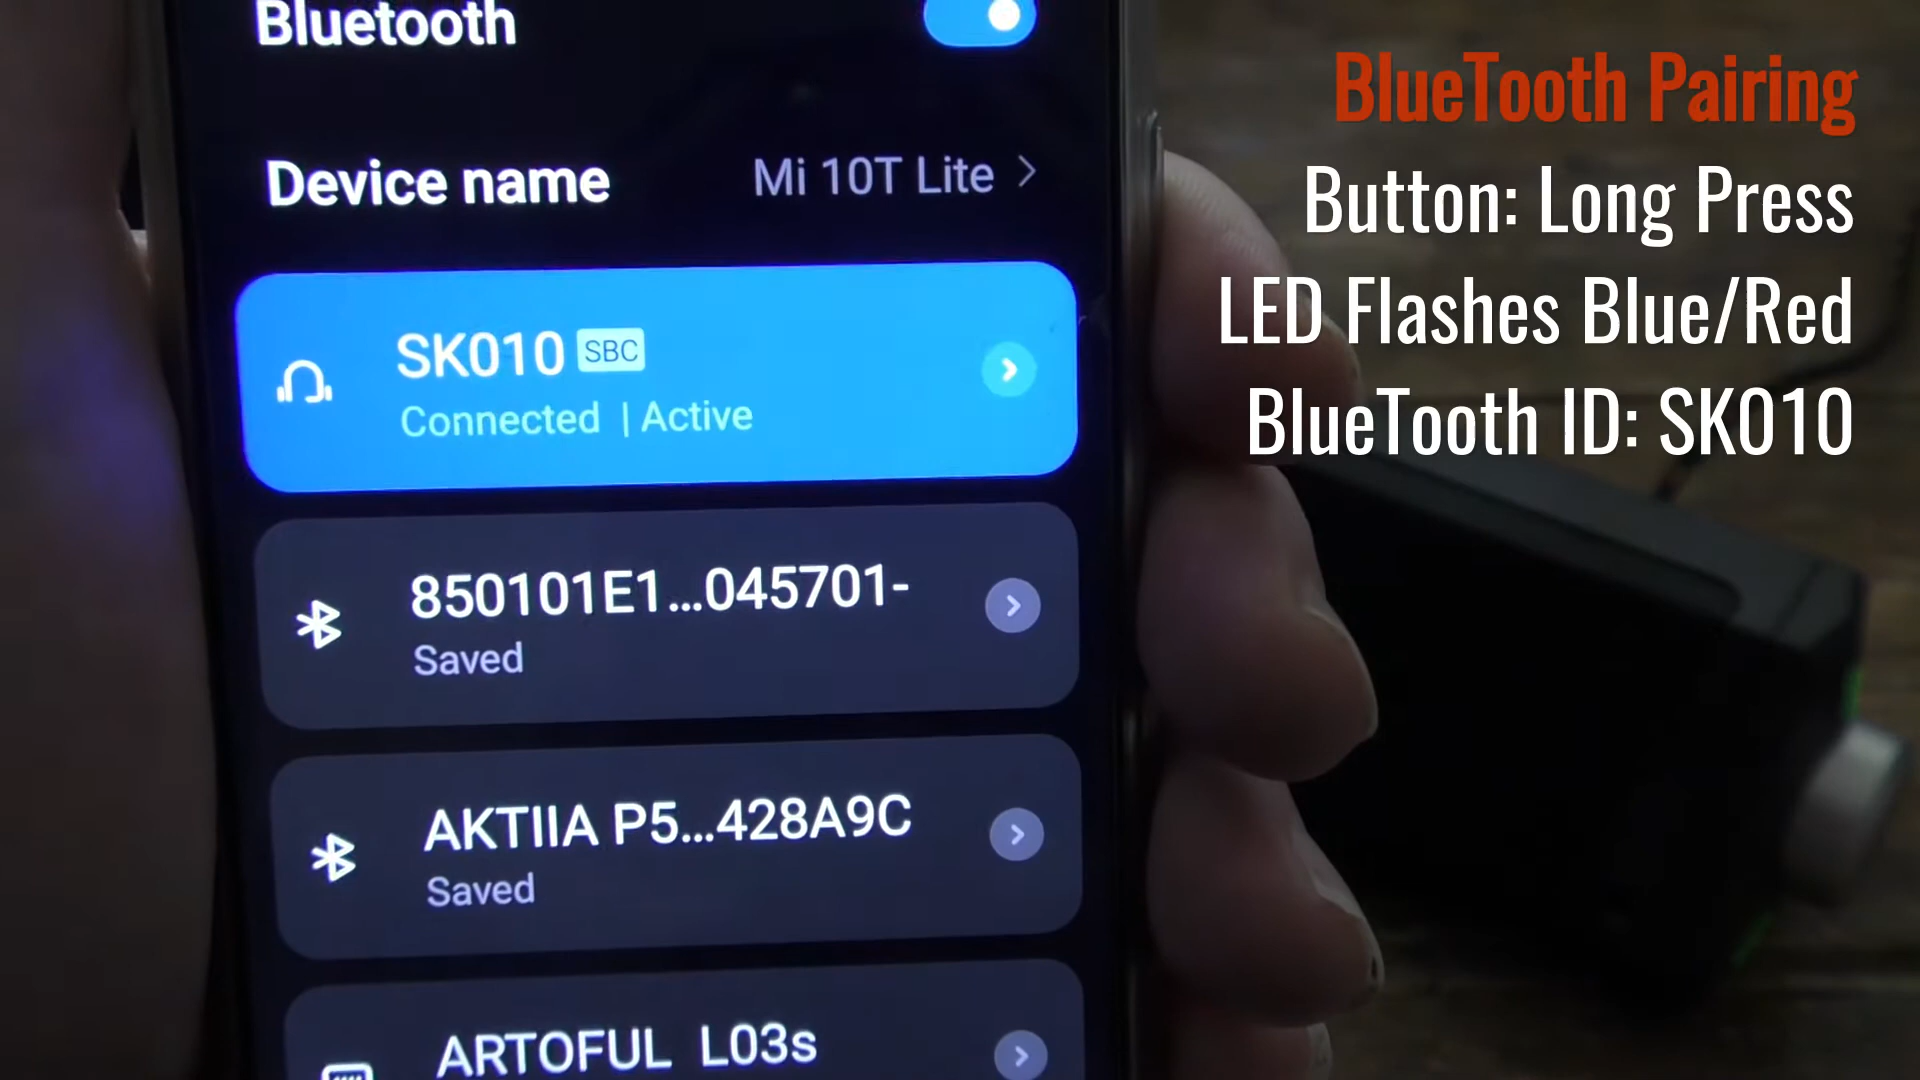 Bluetooth
Device name Mi 10T Lite
SK010 SBC
Connected | Active
850101E1...045701-
Saved
AKTIIA P5...428A9C
Saved
ARTOFUL L03s
BlueTooth Pairing
Button: Long Press
LED Flashes Blue/Red
BlueTooth ID: SK010